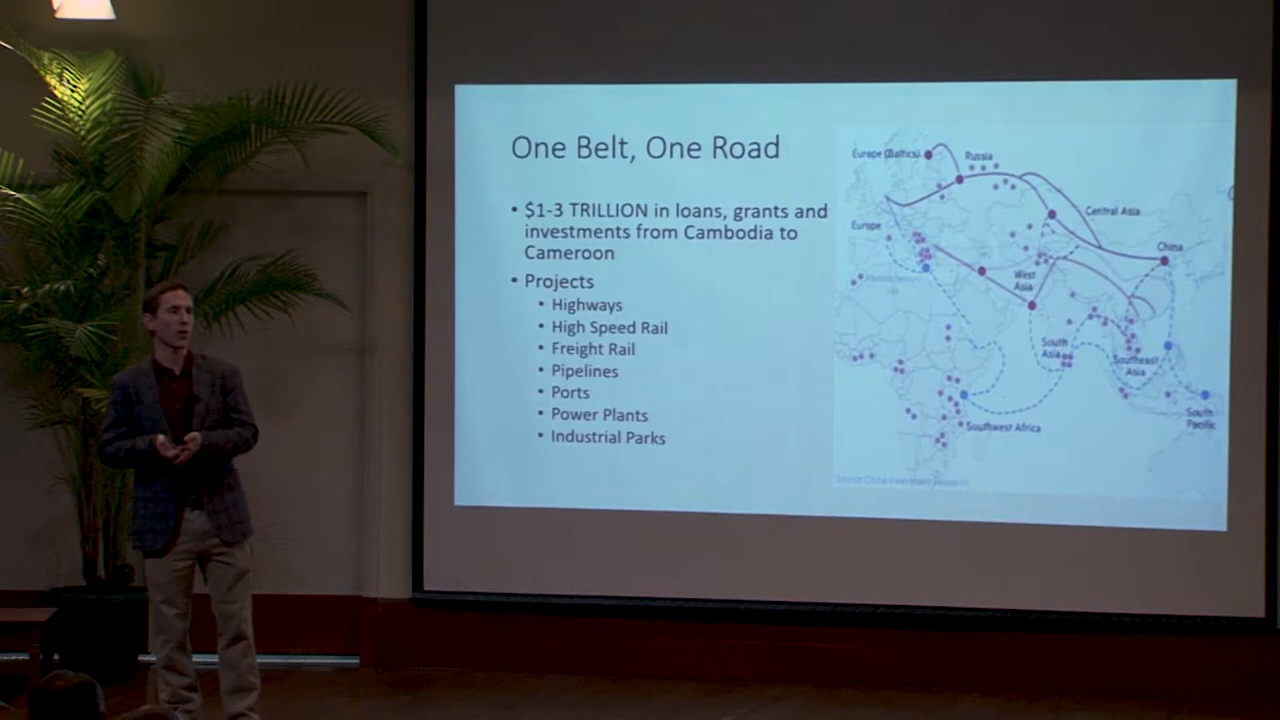 One Belt, One Road
• $1-3 TRILLION in loans, grants and
investments from Cambodia to
Cameroon
• Projects
• Highways
• High Speed Rail
• Freight Rail
• Pipelines
• Ports
• Power Plants
• Industrial Parks
Europe (Baltics)
Russia
Central Asia
Europe
China
West
Asia
South
Asia
Southeast
Asia
South
Pacific
Southwest Africa